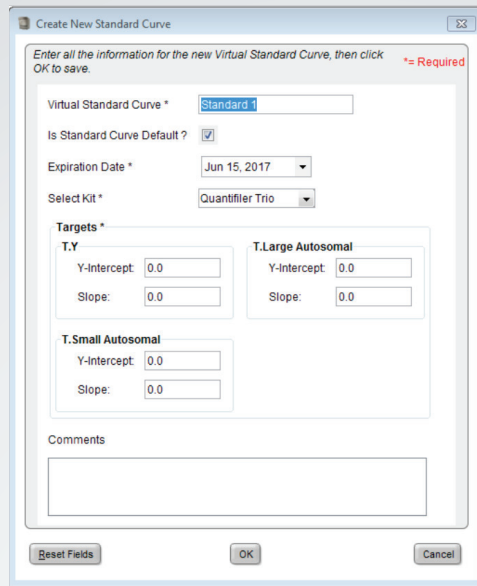 Create New Standard Curve
Enter all the information for the new Virtual Standard Curve, then click
OK to save.
*= Required
Virtual Standard Curve *
Standard 1
Is Standard Curve Default ?
Expiration Date *
Jun 15, 2017
Select Kit *
Quantifiler Trio
Targets *
T.Y
Y-Intercept: 0.0
Slope: 0.0
T.Large Autosomal
Y-Intercept: 0.0
Slope: 0.0
T.Small Autosomal
Y-Intercept: 0.0
Slope: 0.0
Comments
Reset Fields
OK
Cancel